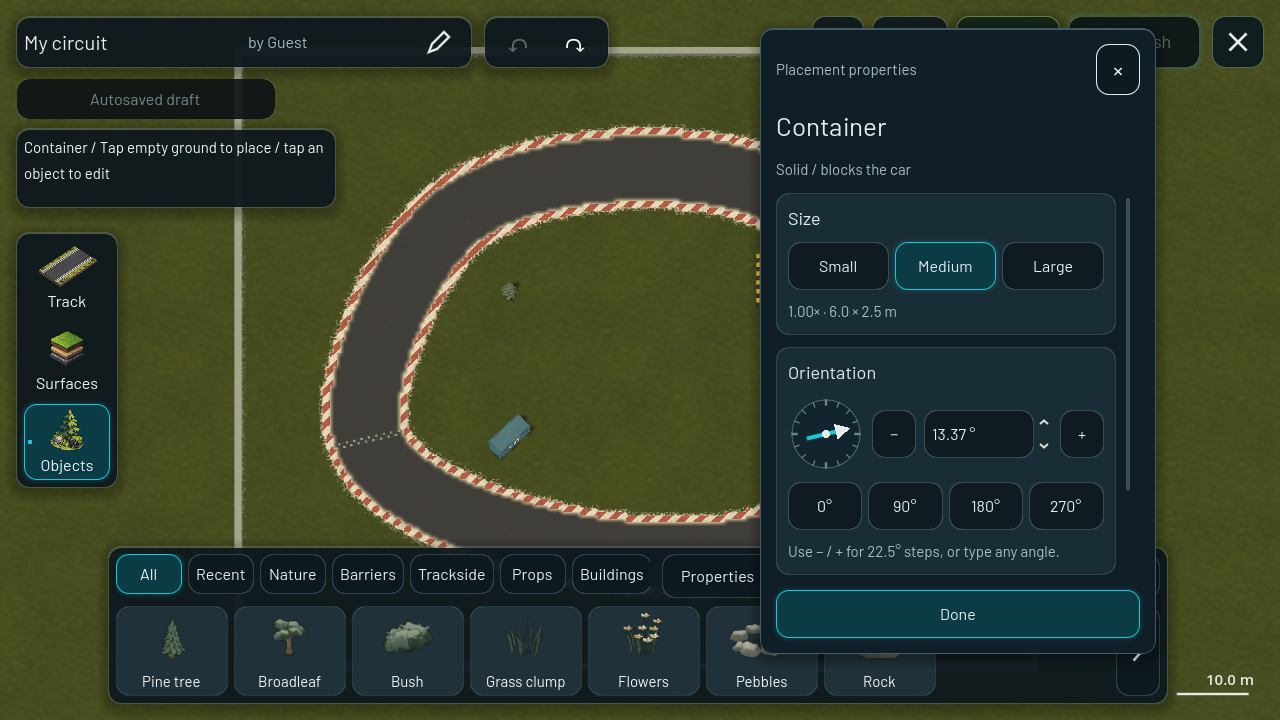 My circuit
by Guest
Autosaved draft
Container / Tap empty ground to place / tap an
object to edit
Track
Surfaces
Objects
All
Recent
Nature
Barriers
Trackside
Props
Buildings
Properties
Pine tree
Broadleaf
Bush
Grass clump
Flowers
Pebbles
Rock
sh
Placement properties
×
Container
Solid / blocks the car
Size
Small
Medium
Large
1.00× · 6.0 × 2.5 m
Orientation
−
13.37 °
+
0°
90°
180°
270°
Use − / + for 22.5° steps, or type any angle.
Done
10.0 m